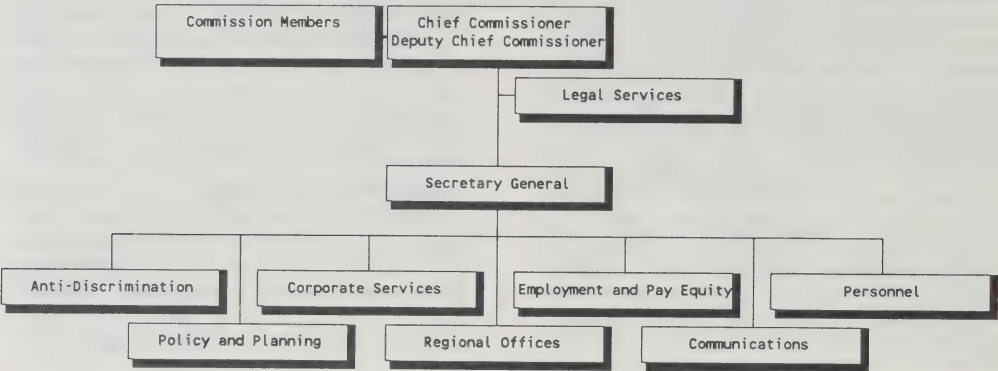 Commission Members
Chief Commissioner
Deputy Chief Commissioner
Legal Services
Secretary General
Anti-Discrimination
Corporate Services
Employment and Pay Equity
Personnel
Policy and Planning
Regional Offices
Communications